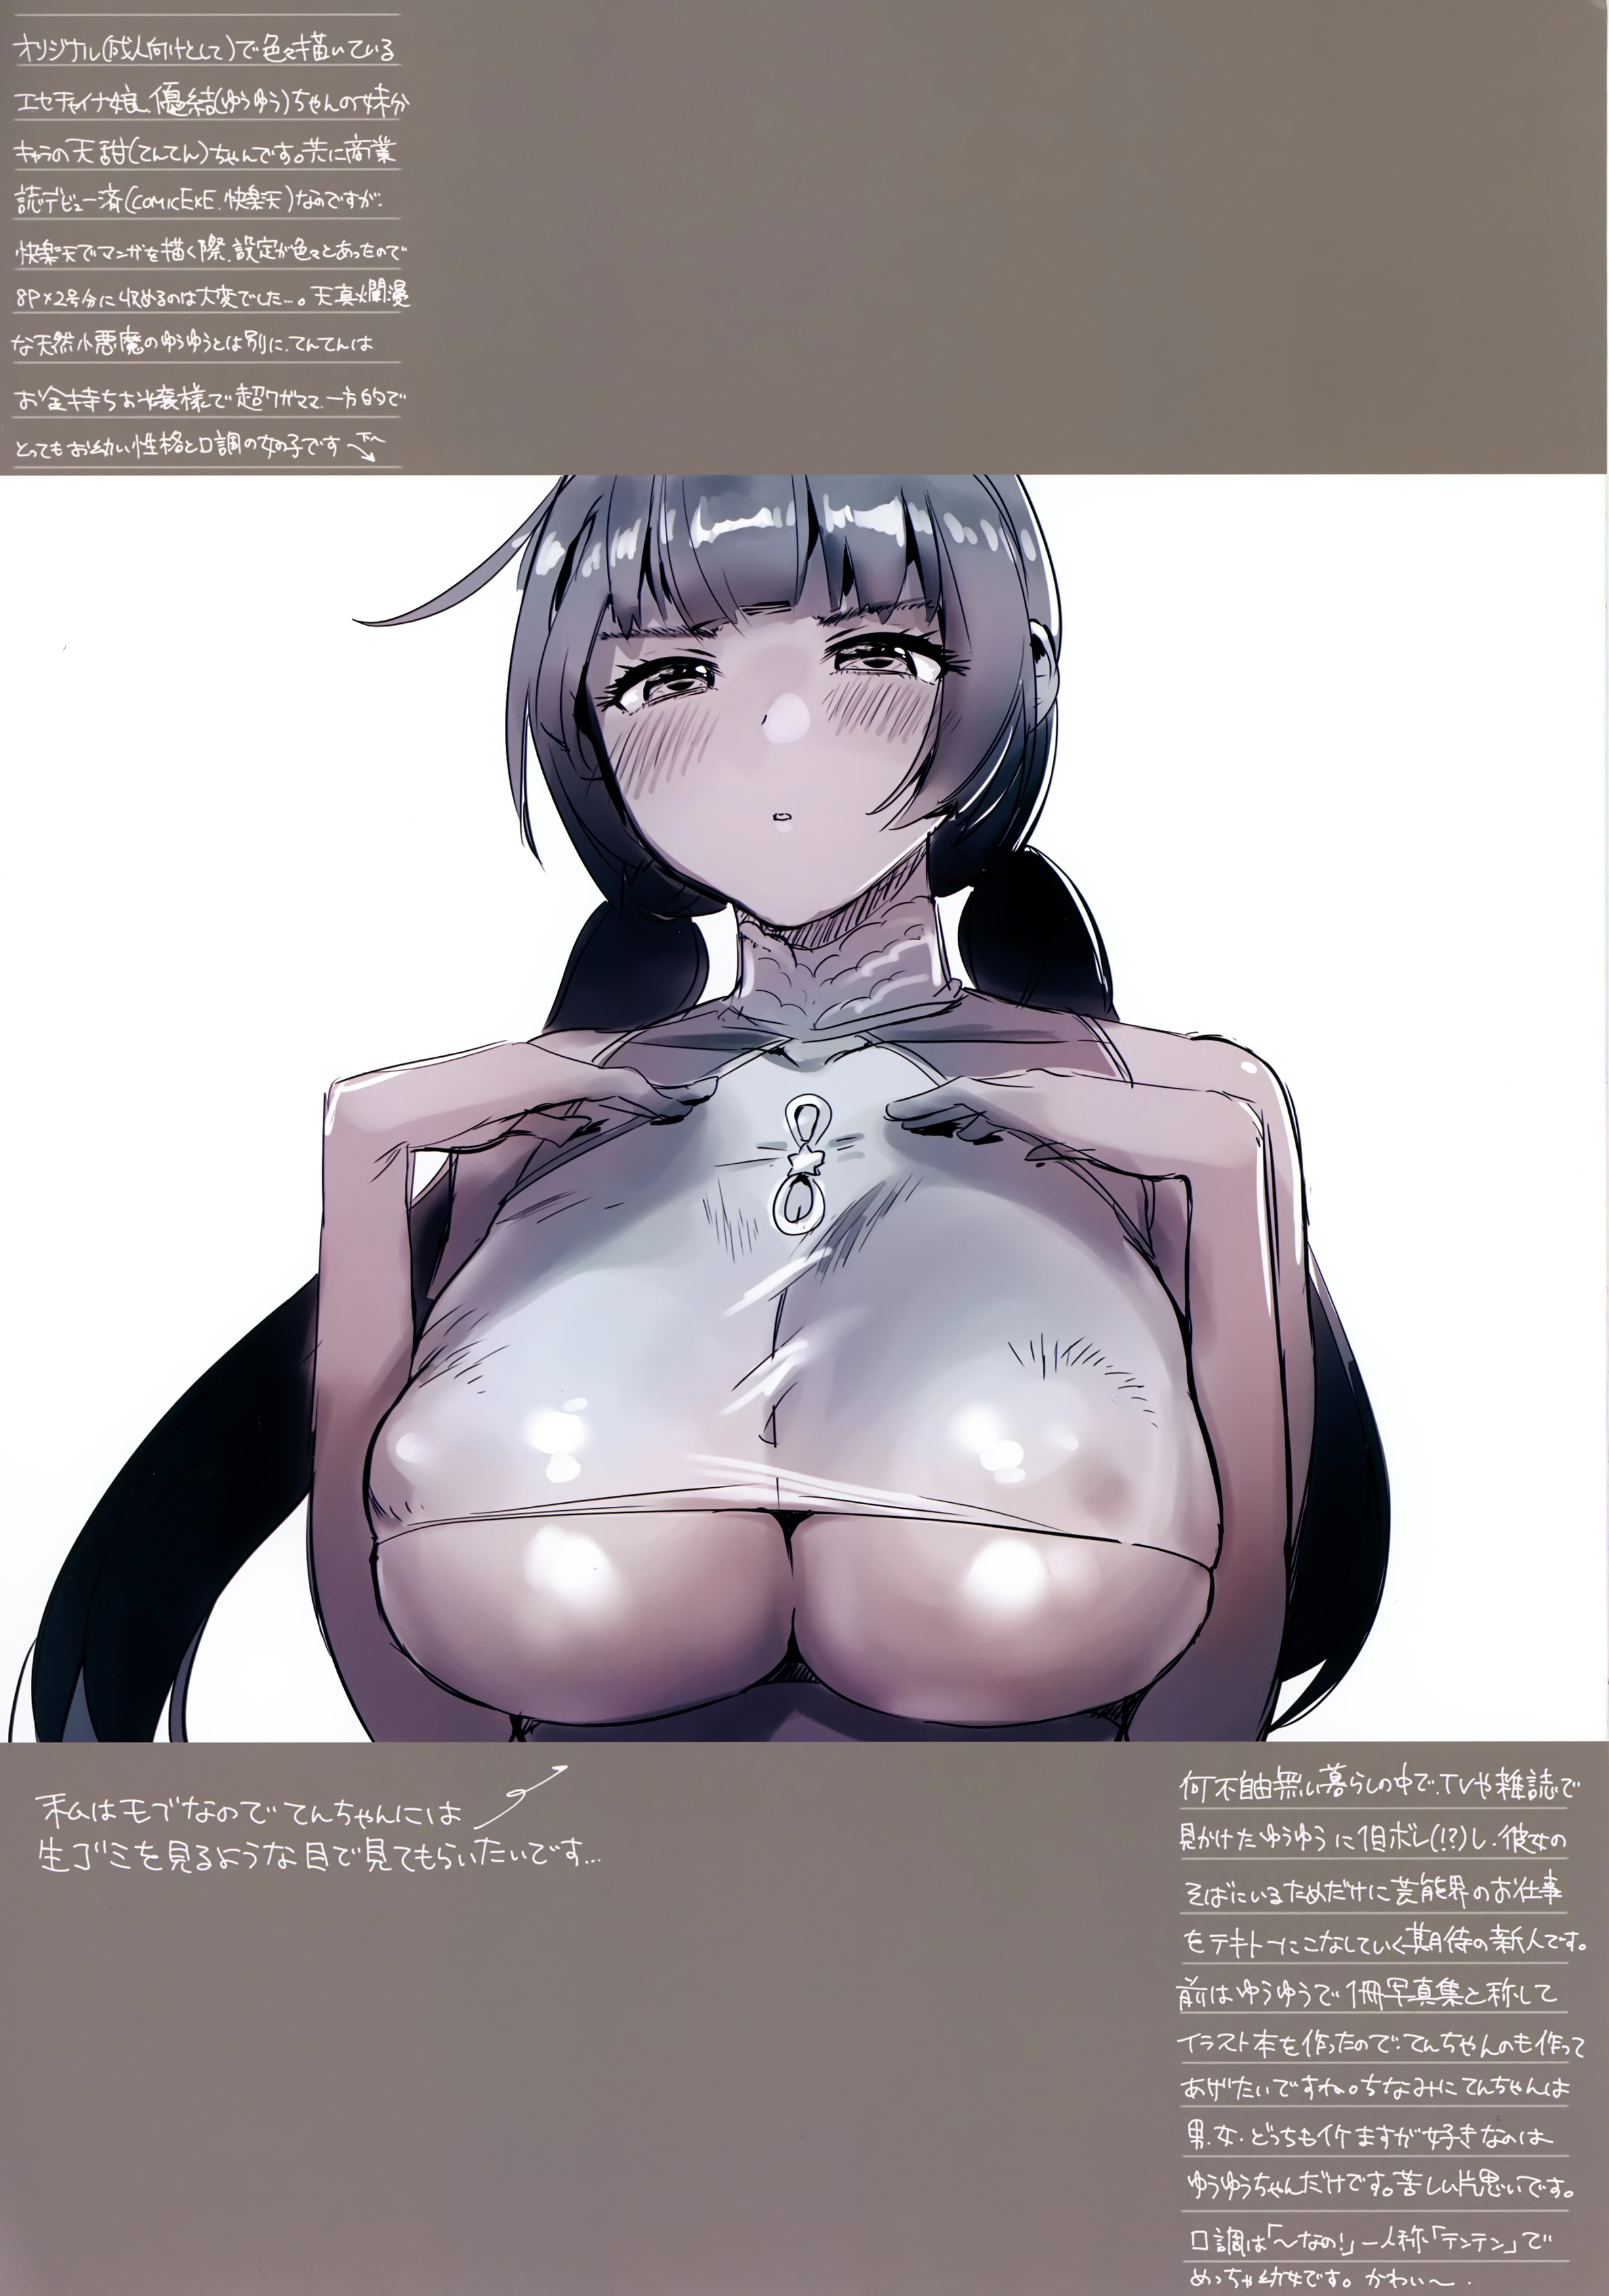 オリジナル(成人向けとして)で色々描いている
エセチャイナ娘、優結(ゆうゆう)ちゃんの妹分
キャラの天甜(てんてん)ちゃんです。共に商業
誌デビュー済(COMICEXE、快楽天)なのですが、
快楽天でマンガを描く際、設定が色々とあったので
8P×2号分に収めるのは大変でした…。天真爛漫
な天然小悪魔のゆうゆうとは別に、てんてんは
お金持ちお嬢様で超ワガママ、一方的で
とってもお幼い性格と口調の女の子です 下へ
私はモブなので てんちゃんには
生ゴミを見るような目で見てもらいたいです…
何不自由無い暮らしの中で、TVや雑誌で
見かけたゆうゆうに1目ボレ(!?)し、彼女の
そばにいるためだけに芸能界のお仕事
をテキトーにこなしていく期待の新人です。
前はゆうゆうで1冊写真集と称して
イラスト本を作ったので、てんちゃんのも作って
あげたいですね。ちなみにてんちゃんは
男、女、どっちもイケますが好きなのは
ゆうゆうちゃんだけです。苦しい片思いです。
口調は「〜なの!」一人称「テンテン」で
めっちゃ幼女です。かわい〜.